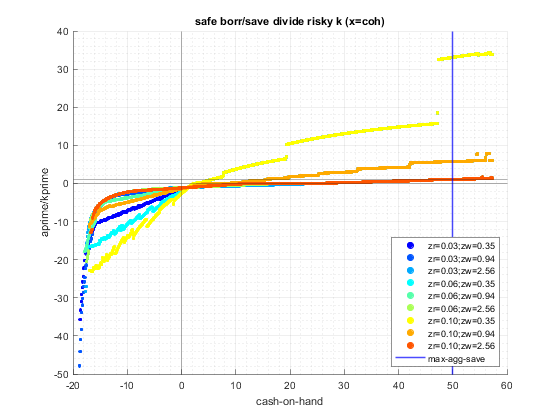 safe borr/save divide risky k (x=coh)
40
30
20
10
0
-10
-20
-30
-40
-50
aprime/kprime
-20 -10 0 10 20 30 40 50 60
cash-on-hand
zr=0.03;zw=0.35
zr=0.03;zw=0.94
zr=0.03;zw=2.56
zr=0.06;zw=0.35
zr=0.06;zw=0.94
zr=0.06;zw=2.56
zr=0.10;zw=0.35
zr=0.10;zw=0.94
zr=0.10;zw=2.56
max-agg-save